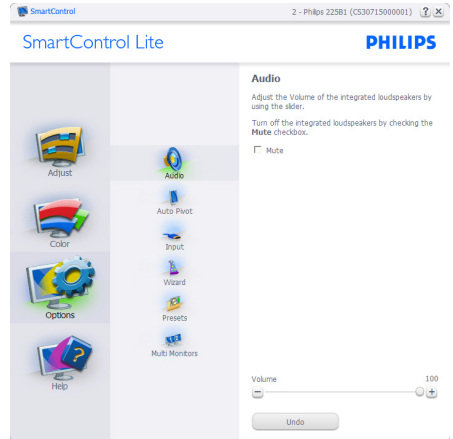 SmartControl
2 - Philips 225B1 (CS30715000001)
?
SmartControl Lite
PHILIPS
Adjust
Color
Options
?
Help
Audio
Auto Pivot
Input
Wizard
Presets
Multi Monitors
Audio
Adjust the Volume of the integrated loudspeakers by
using the slider.
Turn off the integrated loudspeakers by checking the
Mute checkbox.
Mute
Volume
100
Undo